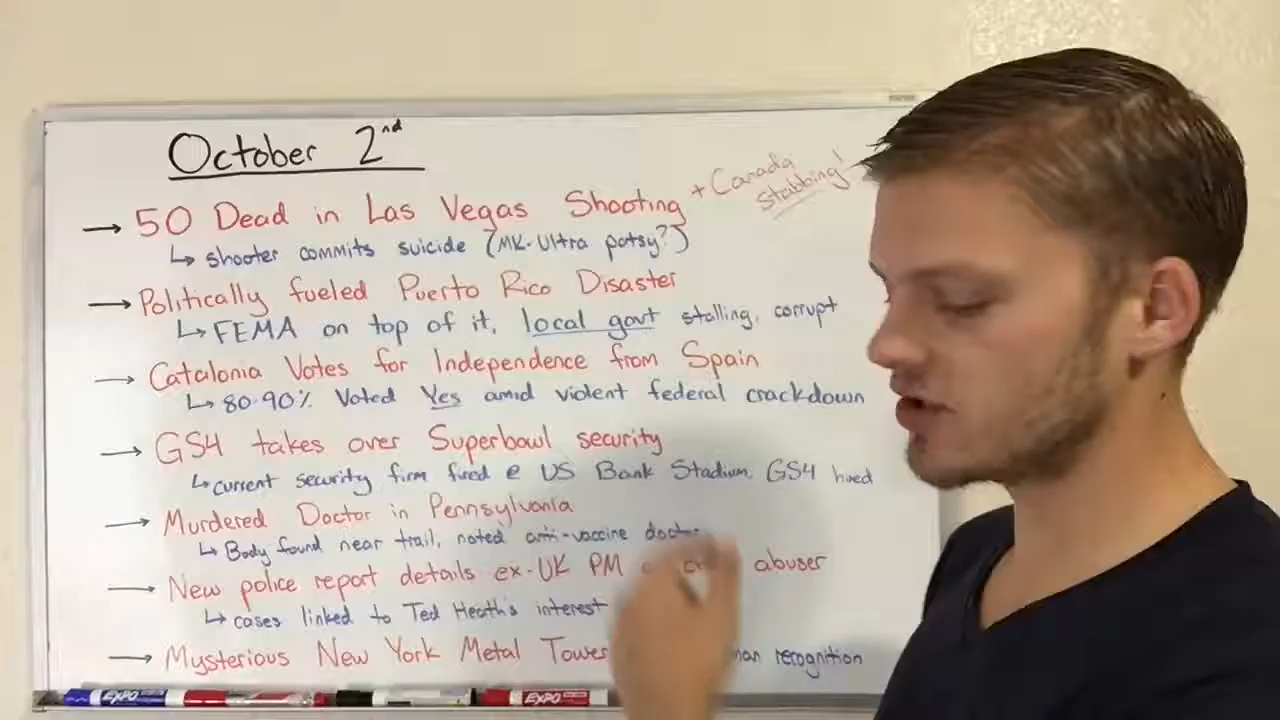 October 2nd
→ 50 Dead in Las Vegas Shooting + Canada Stabbing!
↳ shooter commits suicide (MK-Ultra patsy?)
→ Politically fueled Puerto Rico Disaster
↳ FEMA on top of it, local govt stalling, corrupt
→ Catalonia Votes for Independence from Spain
↳ 80-90% Voted Yes amid violent federal crackdown
→ GS4 takes over Superbowl security
↳ current security firm fired @ US Bank Stadium, GS4 hired
→ Murdered Doctor in Pennsylvania
↳ Body found near trail, noted anti-vaccine doctor
→ New police report details ex-UK PM abuser
↳ cases linked to Ted Heath's interest
→ Mysterious New York Metal Tower recognition
EXPO EXPO